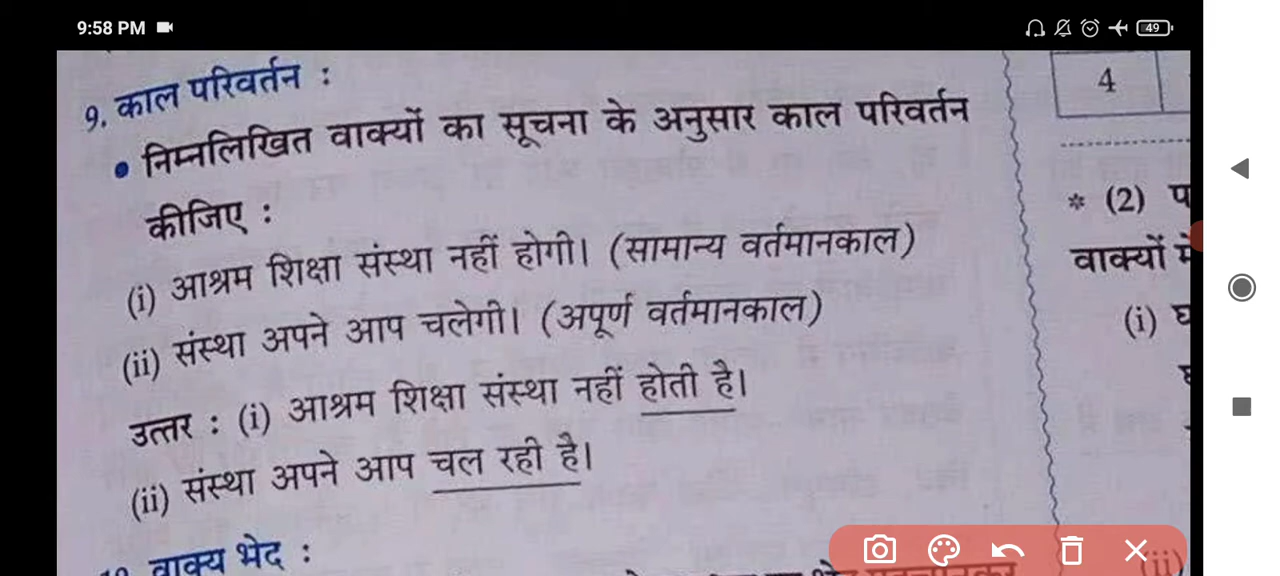 9:58 PM
49
9. काल परिवर्तन :
• निम्नलिखित वाक्यों का सूचना के अनुसार काल परिवर्तन
कीजिए :
(i) आश्रम शिक्षा संस्था नहीं होगी। (सामान्य वर्तमानकाल)
(ii) संस्था अपने आप चलेगी। (अपूर्ण वर्तमानकाल)
उत्तर : (i) आश्रम शिक्षा संस्था नहीं होती है।
(ii) संस्था अपने आप चल रही है।
वाक्य भेद :
4
* (2)
वाक्यों
(i)
(ii)